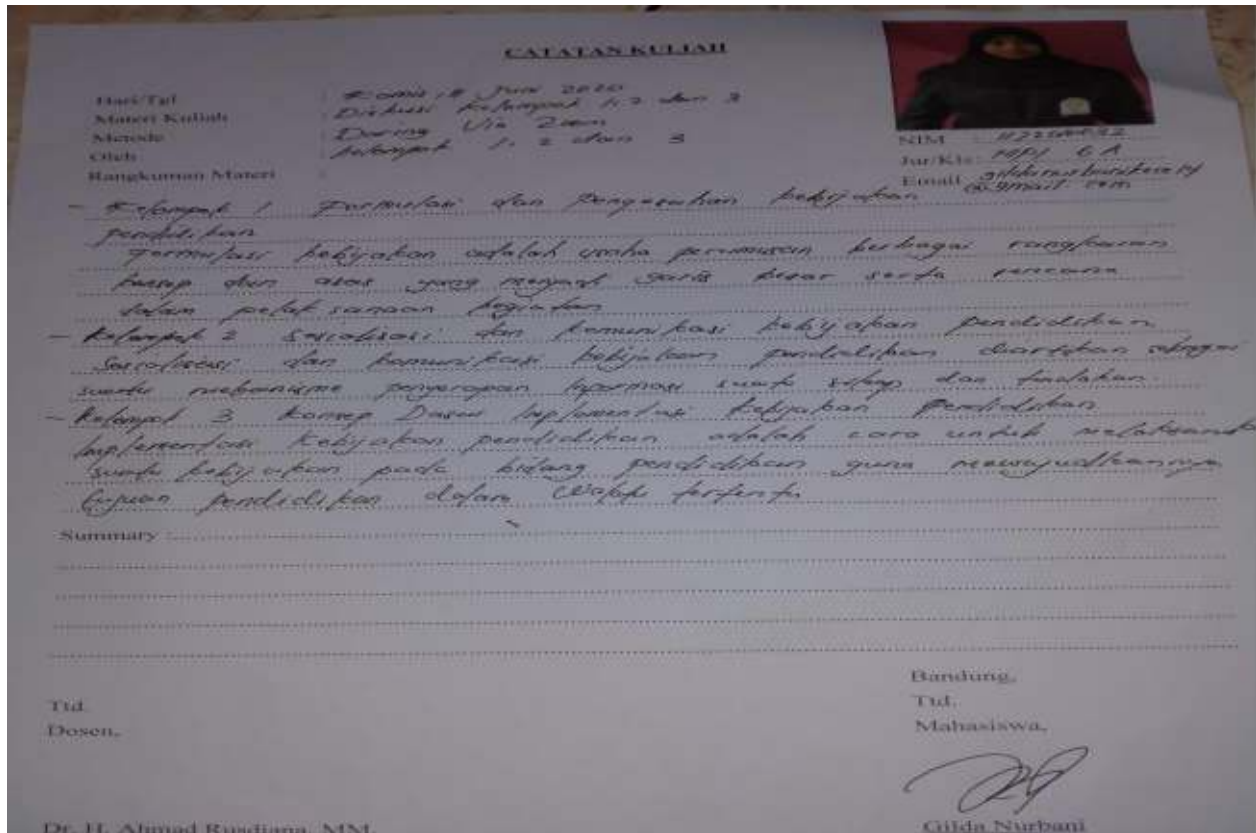 CATATAN KULIAH
Hari/Tgl : Kamis, 18 Juni 2020
Materi Kuliah : Diskusi Kelompok 1, 2 dan 3
Metode : Daring Via Zoom
Oleh : Kelompok 1, 2 dan 3
Rangkuman Materi :
NIM
Jur/Kls : MPI 6 A
Email : @gmail.com
- Kelompok 1 Formulasi dan Pengesahan kebijakan
pendidikan
Formulasi kebijakan adalah usaha perumusan berbagai
konsep dan asas yang menjadi garis besar serta rencana
dalam pelaksanaan kegiatan
- Kelompok 2 Sosialisasi dan komunikasi kebijakan pendidikan
Sosialisasi dan komunikasi kebijakan pendidikan diartikan sebagai
suatu mekanisme penyerapan informasi suatu sikap dan tindakan.
- Kelompok 3 Konsep Dasar Implementasi Kebijakan Pendidikan
Implementasi Kebijakan pendidikan adalah cara untuk
suatu kebijakan pada bidang pendidikan guna mewujudkannya
tujuan pendidikan dalam waktu tertentu
Summary :
Bandung,
Ttd. Ttd.
Dosen, Mahasiswa,
Dr. H. Ahmad Rusdiana, MM. Gilda Nurbani